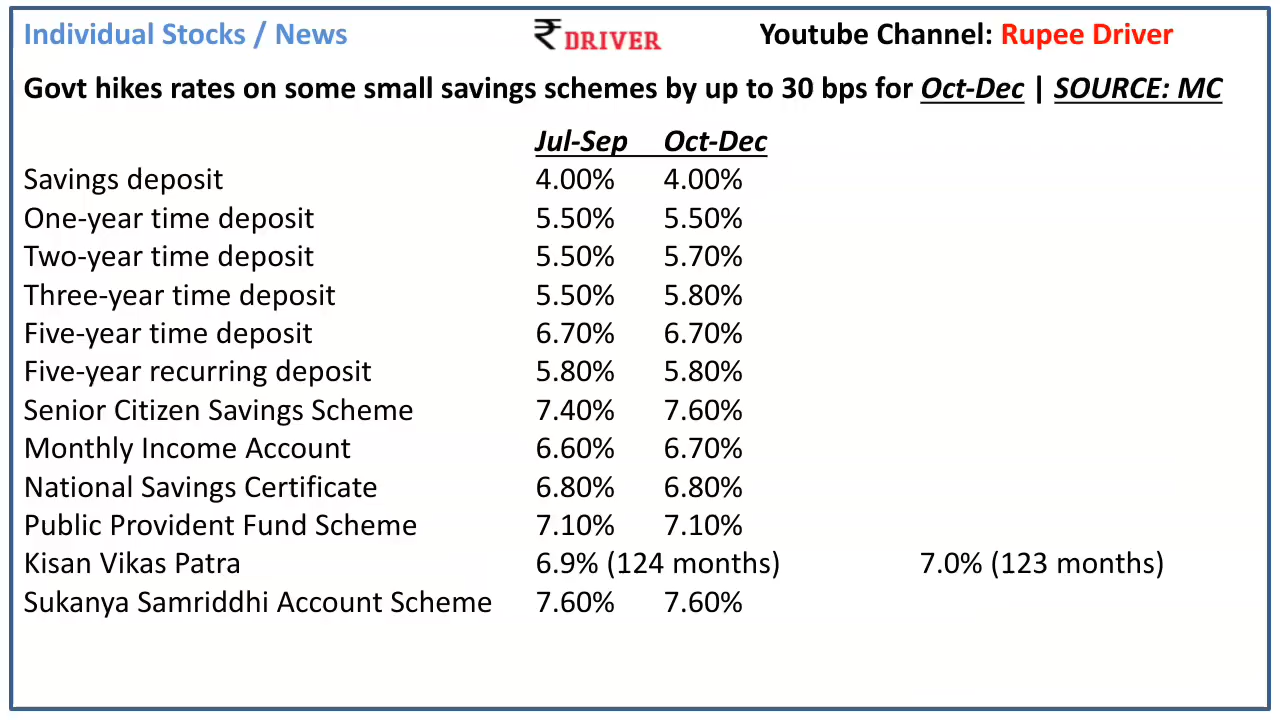 Individual Stocks / News ₹ DRIVER Youtube Channel: Rupee Driver
Govt hikes rates on some small savings schemes by up to 30 bps for Oct-Dec | SOURCE: MC
Jul-Sep Oct-Dec
Savings deposit 4.00% 4.00%
One-year time deposit 5.50% 5.50%
Two-year time deposit 5.50% 5.70%
Three-year time deposit 5.50% 5.80%
Five-year time deposit 6.70% 6.70%
Five-year recurring deposit 5.80% 5.80%
Senior Citizen Savings Scheme 7.40% 7.60%
Monthly Income Account 6.60% 6.70%
National Savings Certificate 6.80% 6.80%
Public Provident Fund Scheme 7.10% 7.10%
Kisan Vikas Patra 6.9% (124 months) 7.0% (123 months)
Sukanya Samriddhi Account Scheme 7.60% 7.60%